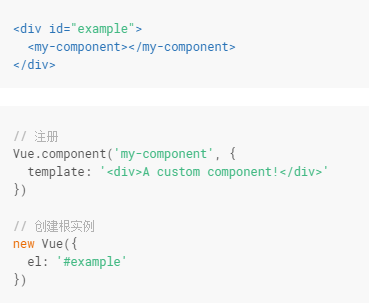 <div id="example">
  <my-component></my-component>
</div>
// 注册
Vue.component('my-component', {
  template: '<div>A custom component!</div>'
})
// 创建根实例
new Vue({
  el: '#example'
})